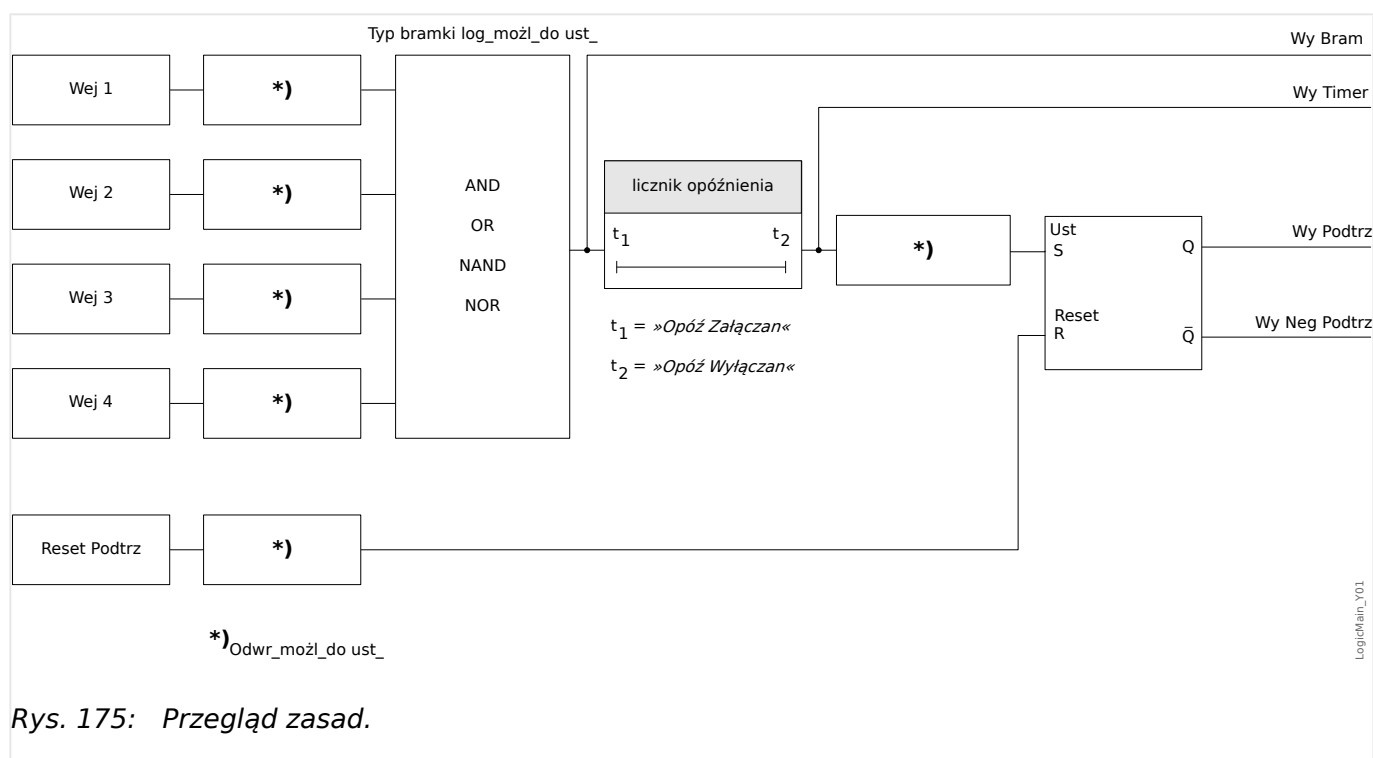 Typ bramki log_możl_do ust_
Wy Bram
Wej 1
*)
Wy Timer
Wej 2
*)
AND
OR
NAND
NOR
licznik opóźnienia
t1
t2
*)
Ust
S
Q
Wy Podtrz
Wej 3
*)
t1 = »Opóź Załączan«
Reset
R
Q̅
Wy Neg Podtrz
t2 = »Opóź Wyłączan«
Wej 4
*)
Reset Podtrz
*)
*)Odwr_możl_do ust_
LogicMain_Y01
Rys. 175: Przegląd zasad.